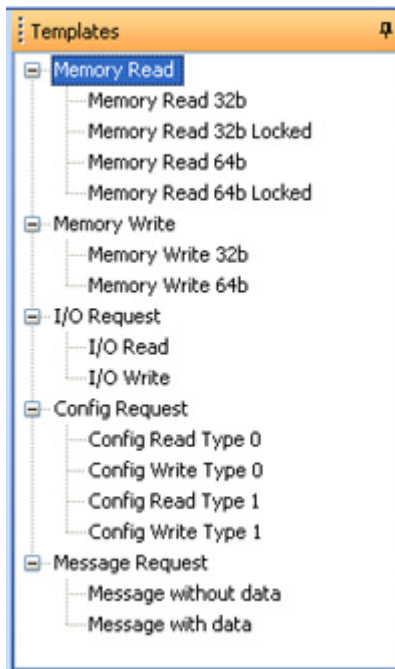 Templates
Memory Read
Memory Read 32b
Memory Read 32b Locked
Memory Read 64b
Memory Read 64b Locked
Memory Write
Memory Write 32b
Memory Write 64b
I/O Request
I/O Read
I/O Write
Config Request
Config Read Type 0
Config Write Type 0
Config Read Type 1
Config Write Type 1
Message Request
Message without data
Message with data